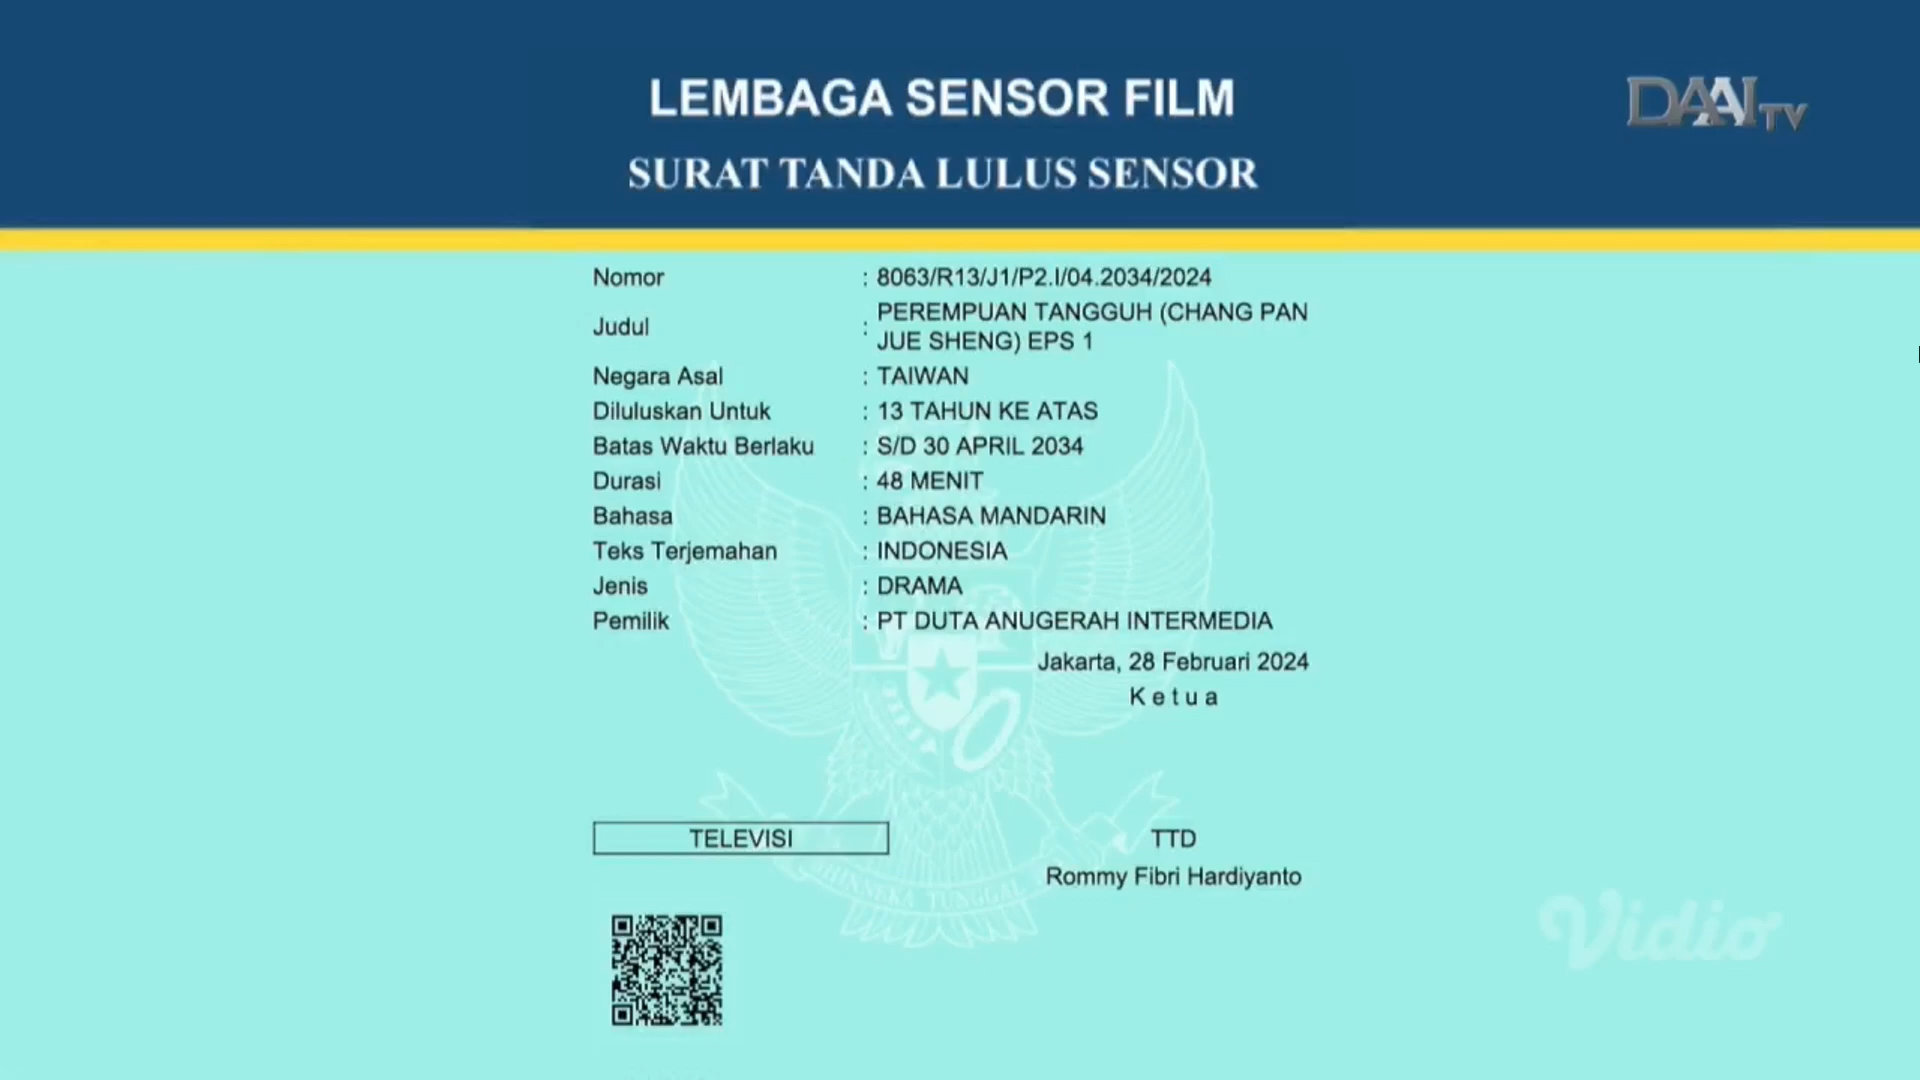 LEMBAGA SENSOR FILM
DAAI TV
SURAT TANDA LULUS SENSOR
Nomor : 8063/R13/J1/P2.I/04.2034/2024
Judul : PEREMPUAN TANGGUH (CHANG PAN
JUE SHENG) EPS 1
Negara Asal : TAIWAN
Diluluskan Untuk : 13 TAHUN KE ATAS
Batas Waktu Berlaku : S/D 30 APRIL 2034
Durasi : 48 MENIT
Bahasa : BAHASA MANDARIN
Teks Terjemahan : INDONESIA
Jenis : DRAMA
Pemilik : PT DUTA ANUGERAH INTERMEDIA
Jakarta, 28 Februari 2024
Ketua
TELEVISI
TTD
Rommy Fibri Hardiyanto
BHINNEKA TUNGGAL
Vidio